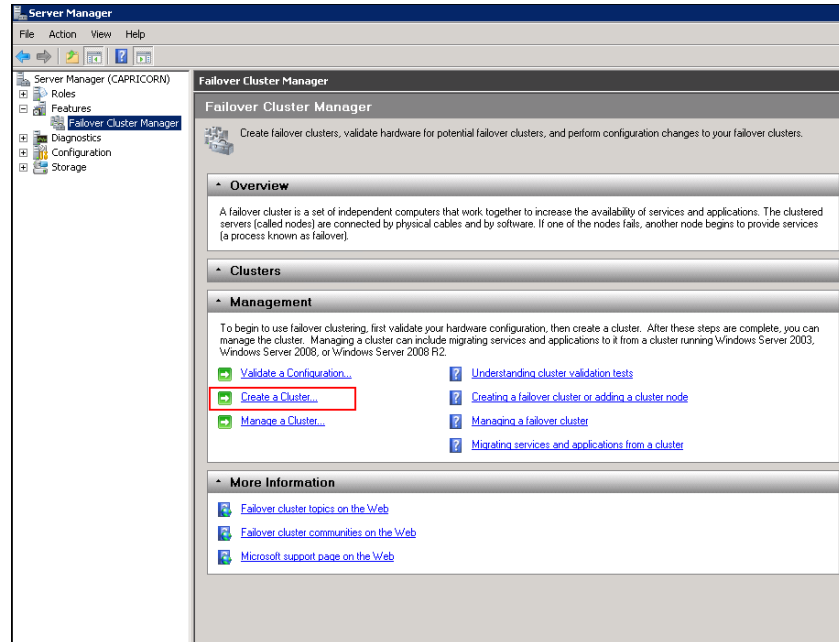 Server Manager
File Action View Help
Server Manager (CAPRICORN)
Roles
Features
Failover Cluster Manager
Diagnostics
Configuration
Storage
Failover Cluster Manager
Failover Cluster Manager
Create failover clusters, validate hardware for potential failover clusters, and perform configuration changes to your failover clusters.
Overview
A failover cluster is a set of independent computers that work together to increase the availability of services and applications. The clustered
servers (called nodes) are connected by physical cables and by software. If one of the nodes fails, another node begins to provide services
(a process known as failover).
Clusters
Management
To begin to use failover clustering, first validate your hardware configuration, then create a cluster. After these steps are complete, you can
manage the cluster. Managing a cluster can include migrating services and applications to it from a cluster running Windows Server 2003,
Windows Server 2008, or Windows Server 2008 R2.
Validate a Configuration...
Understanding cluster validation tests
Create a Cluster...
Creating a failover cluster or adding a cluster node
Manage a Cluster...
Managing a failover cluster
Migrating services and applications from a cluster
More Information
Failover cluster topics on the Web
Failover cluster communities on the Web
Microsoft support page on the Web